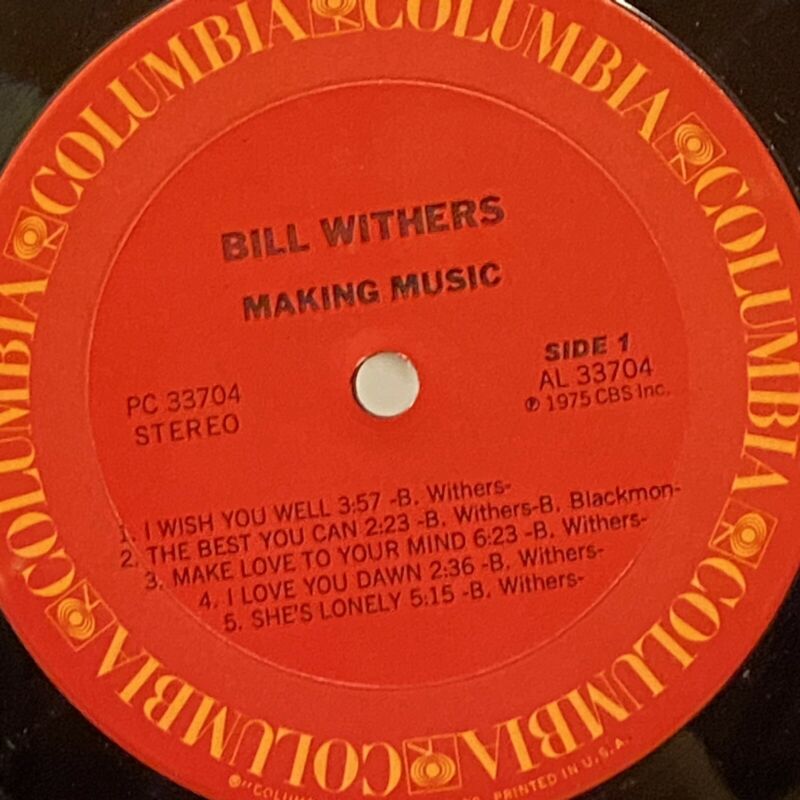 COLUMBIA COLUMBIA COLUMBIA COLUMBIA COLUMBIA COLUMBIA COLUMBIA COLUMBIA
BILL WITHERS
MAKING MUSIC
SIDE 1
PC 33704
AL 33704
STEREO
℗ 1975 CBS Inc.
1. I WISH YOU WELL 3:57 -B. Withers-
2. THE BEST YOU CAN 2:23 -B. Withers-B. Blackmon-
3. MAKE LOVE TO YOUR MIND 6:23 -B. Withers-
4. I LOVE YOU DAWN 2:36 -B. Withers-
5. SHE'S LONELY 5:15 -B. Withers-
PRINTED IN U.S.A.